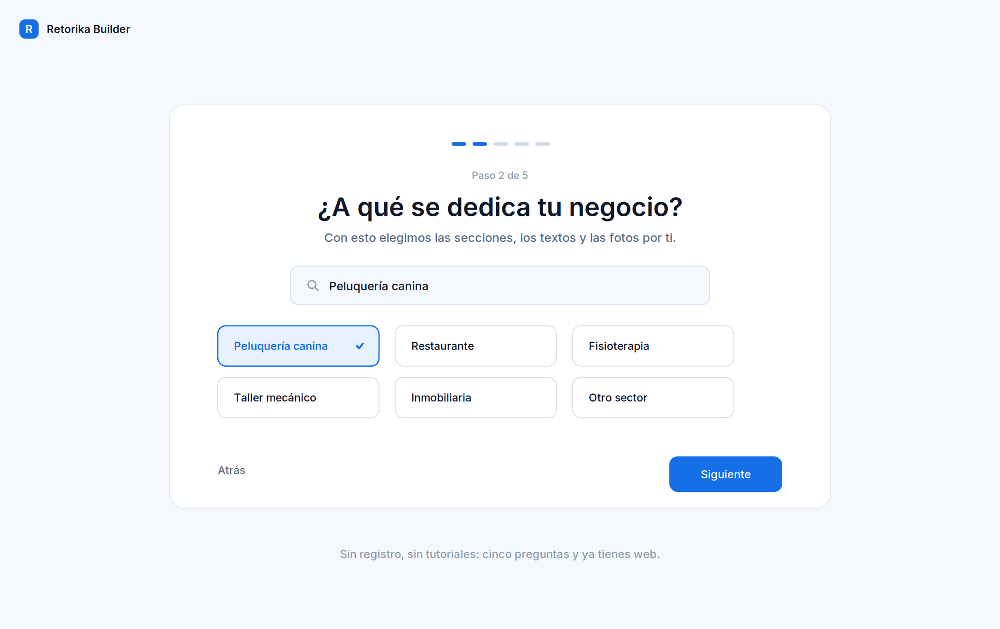 R Retorika Builder
Paso 2 de 5
¿A qué se dedica tu negocio?
Con esto elegimos las secciones, los textos y las fotos por ti.
Peluquería canina
Peluquería canina
Restaurante
Fisioterapia
Taller mecánico
Inmobiliaria
Otro sector
Atrás
Siguiente
Sin registro, sin tutoriales: cinco preguntas y ya tienes web.